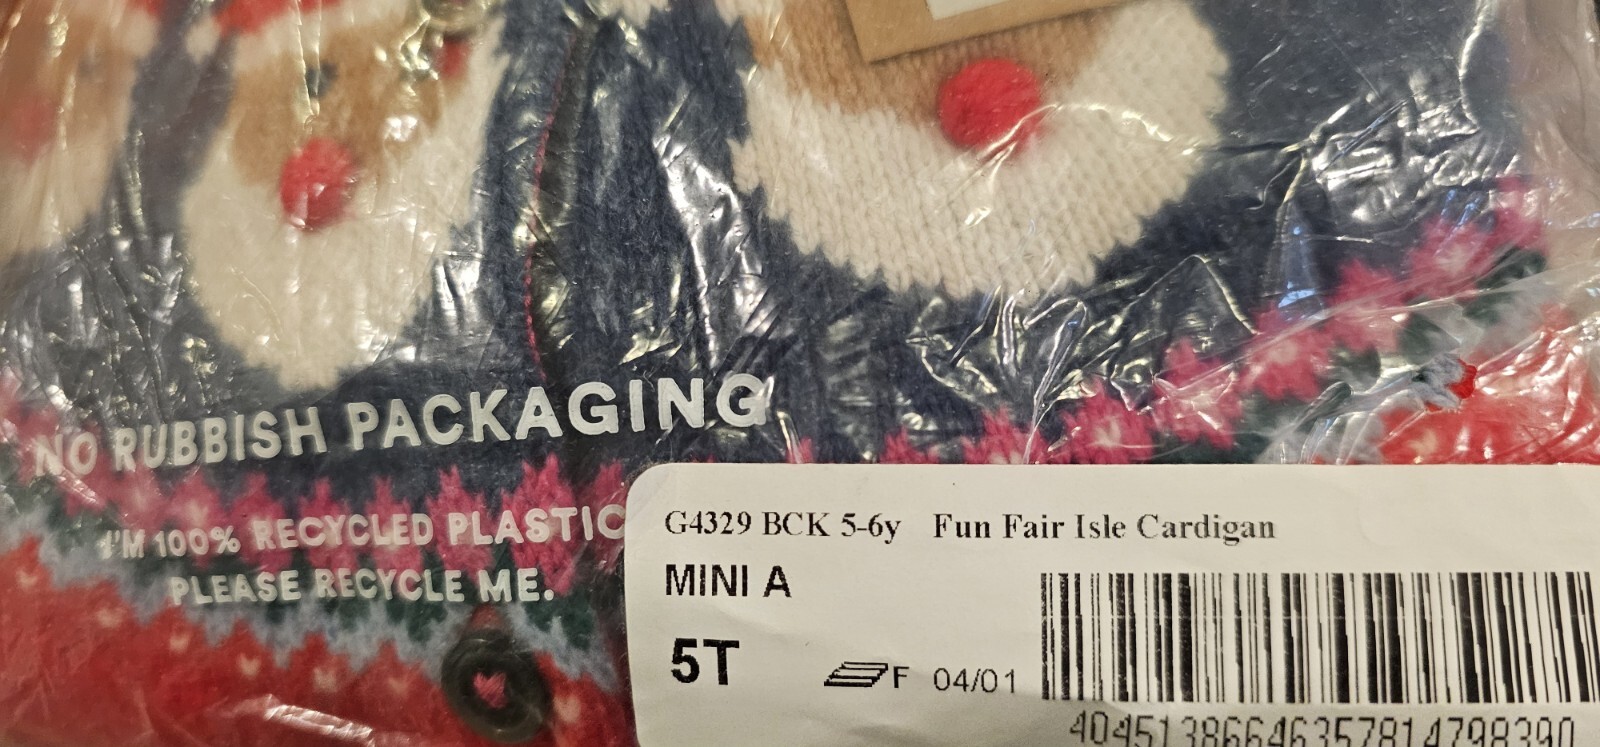 NO RUBBISH PACKAGING
I'M 100% RECYCLED PLASTIC
PLEASE RECYCLE ME.
G4329 BCK 5-6y Fun Fair Isle Cardigan
MINI A
5T F 04/01
40451386646357814798390